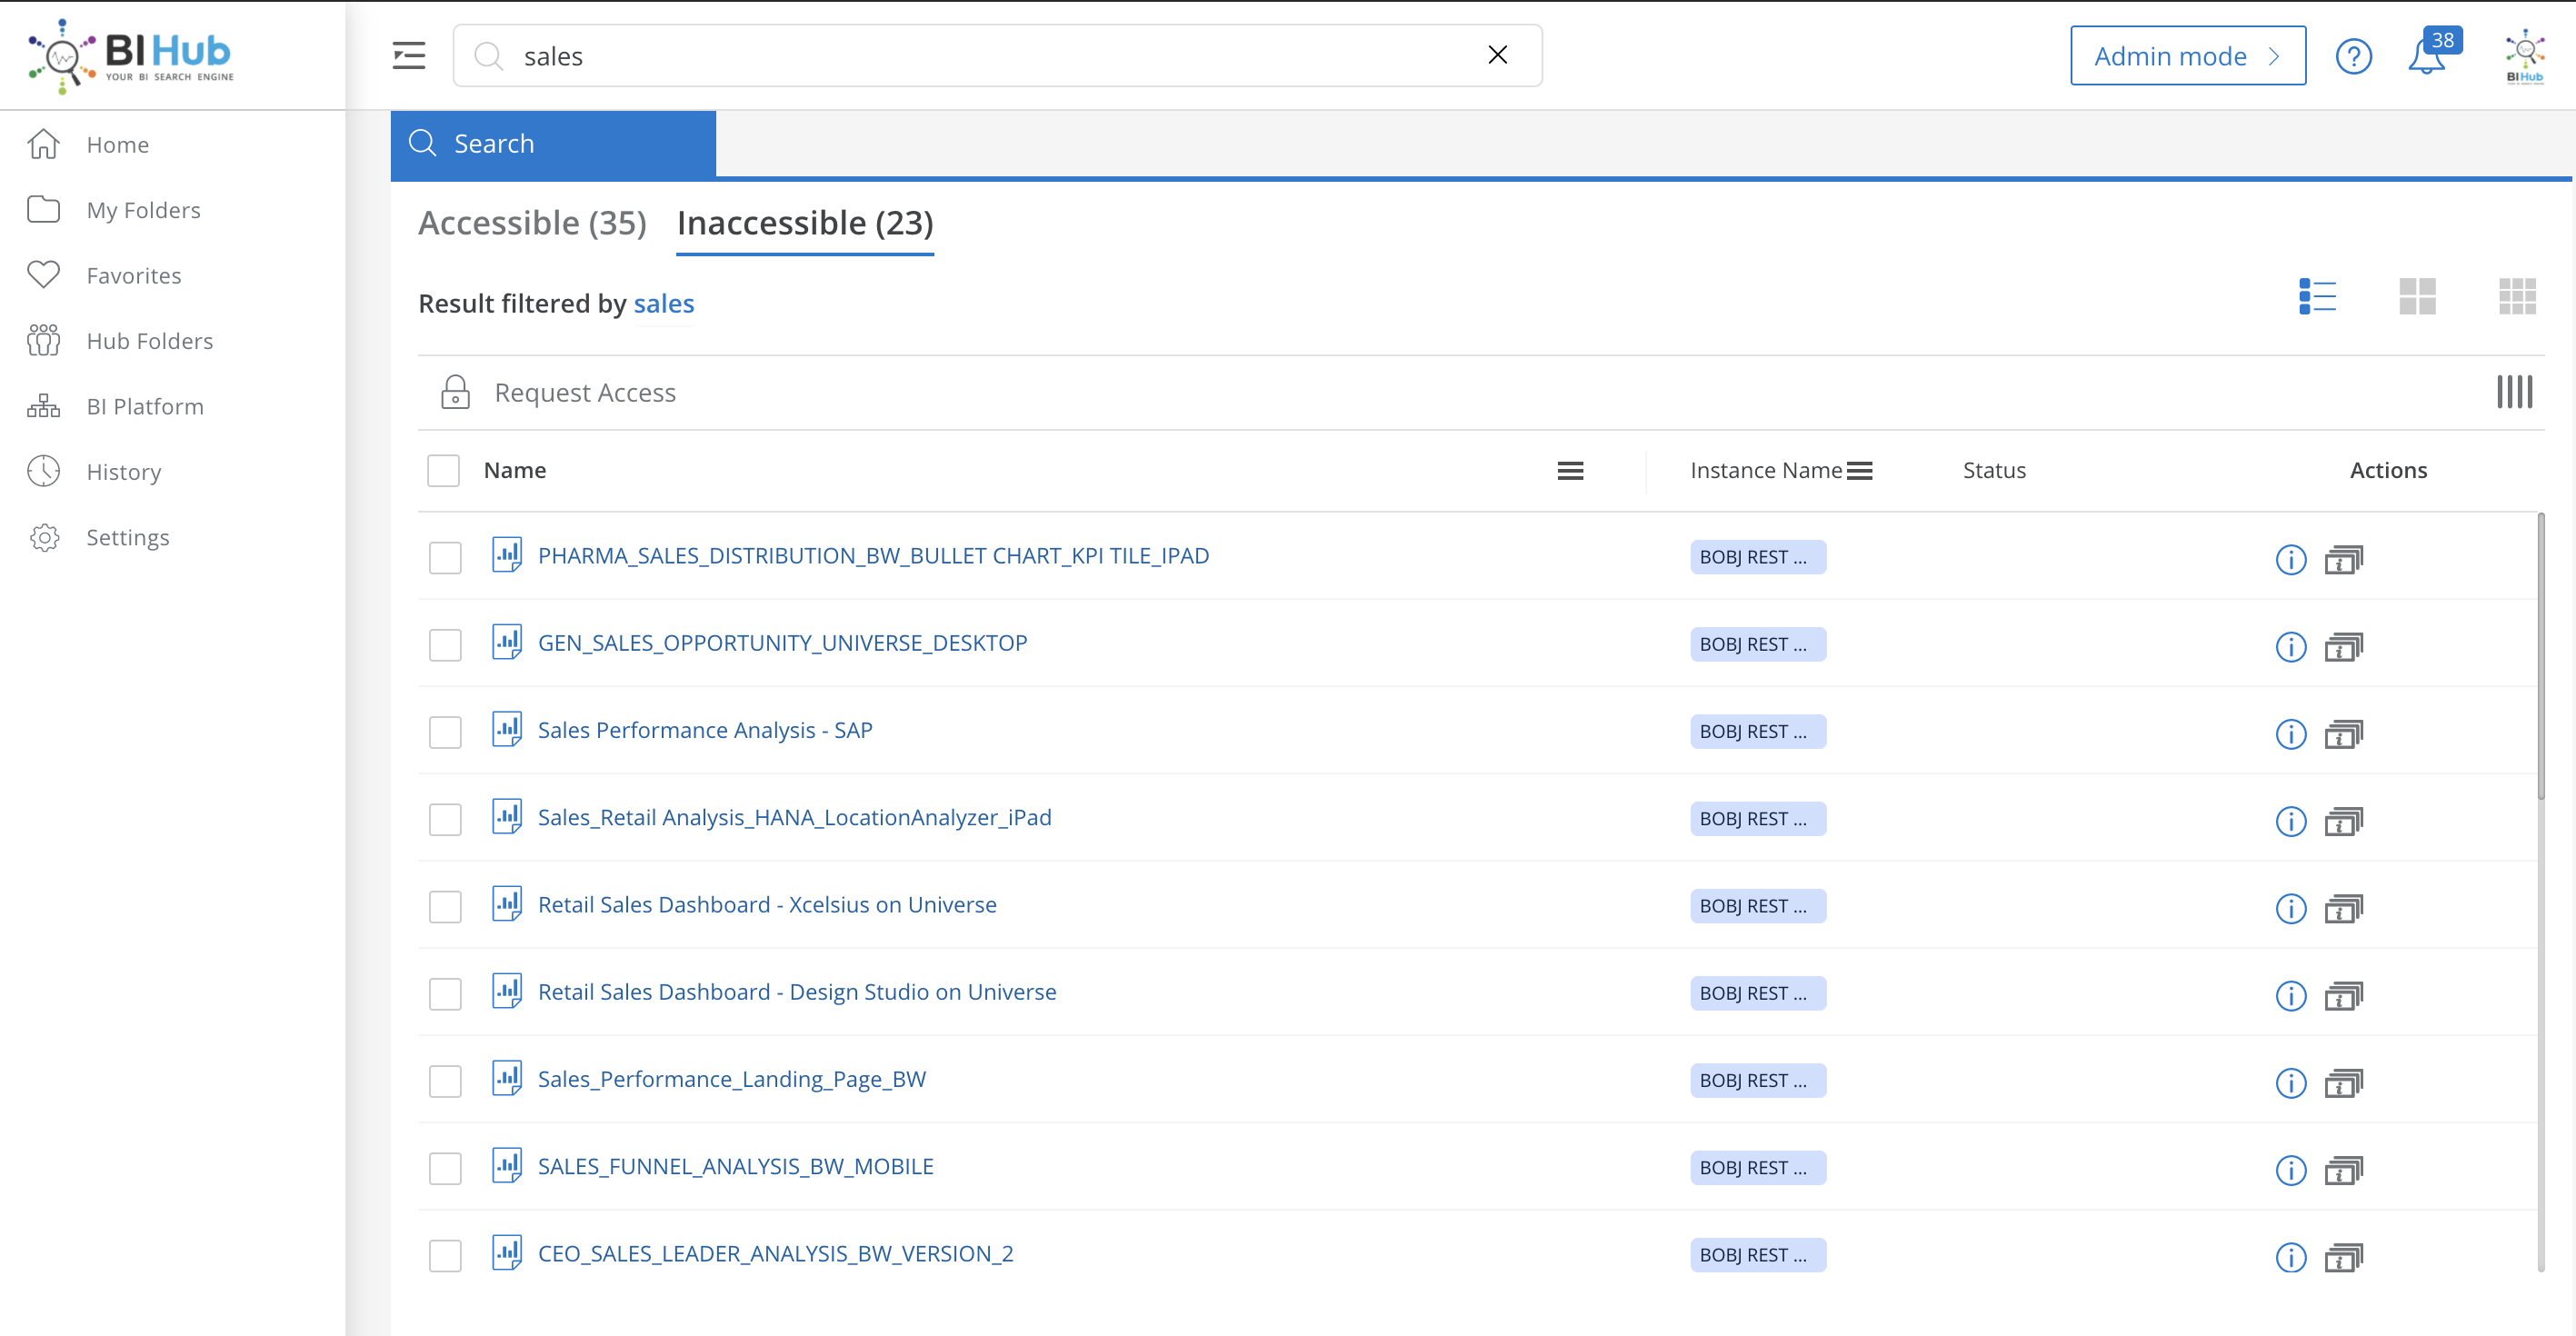 BI Hub
YOUR BI SEARCH ENGINE
sales
Admin mode
38
BI Hub
Home
My Folders
Favorites
Hub Folders
BI Platform
History
Settings
Search
Accessible (35) Inaccessible (23)
Result filtered by sales
Request Access
Name Instance Name Status Actions
PHARMA_SALES_DISTRIBUTION_BW_BULLET CHART_KPI TILE_IPAD BOBJ REST ...
GEN_SALES_OPPORTUNITY_UNIVERSE_DESKTOP BOBJ REST ...
Sales Performance Analysis - SAP BOBJ REST ...
Sales_Retail Analysis_HANA_LocationAnalyzer_iPad BOBJ REST ...
Retail Sales Dashboard - Xcelsius on Universe BOBJ REST ...
Retail Sales Dashboard - Design Studio on Universe BOBJ REST ...
Sales_Performance_Landing_Page_BW BOBJ REST ...
SALES_FUNNEL_ANALYSIS_BW_MOBILE BOBJ REST ...
CEO_SALES_LEADER_ANALYSIS_BW_VERSION_2 BOBJ REST ...